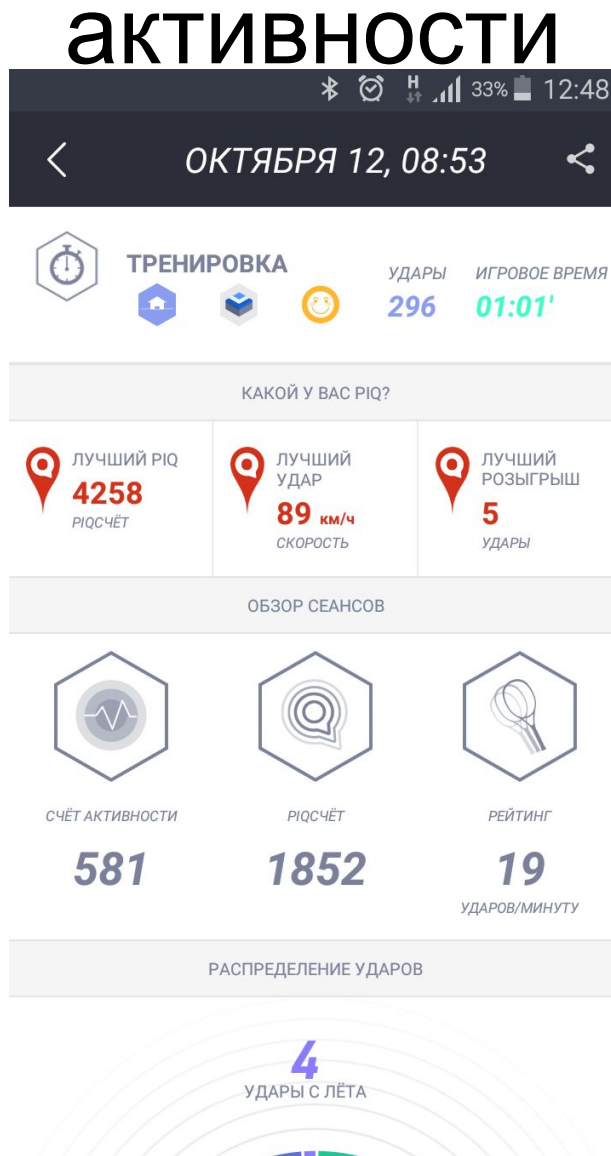 активности
H 33% 12:48
ОКТЯБРЯ 12, 08:53
ТРЕНИРОВКА
УДАРЫ ИГРОВОЕ ВРЕМЯ
296 01:01'
КАКОЙ У ВАС PIQ?
ЛУЧШИЙ PIQ
4258
PIQСЧЁТ
ЛУЧШИЙ
УДАР
89 км/ч
СКОРОСТЬ
ЛУЧШИЙ
РОЗЫГРЫШ
5
УДАРЫ
ОБЗОР СЕАНСОВ
СЧЁТ АКТИВНОСТИ
581
PIQСЧЁТ
1852
РЕЙТИНГ
19
УДАРОВ/МИНУТУ
РАСПРЕДЕЛЕНИЕ УДАРОВ
4
УДАРЫ С ЛЁТА